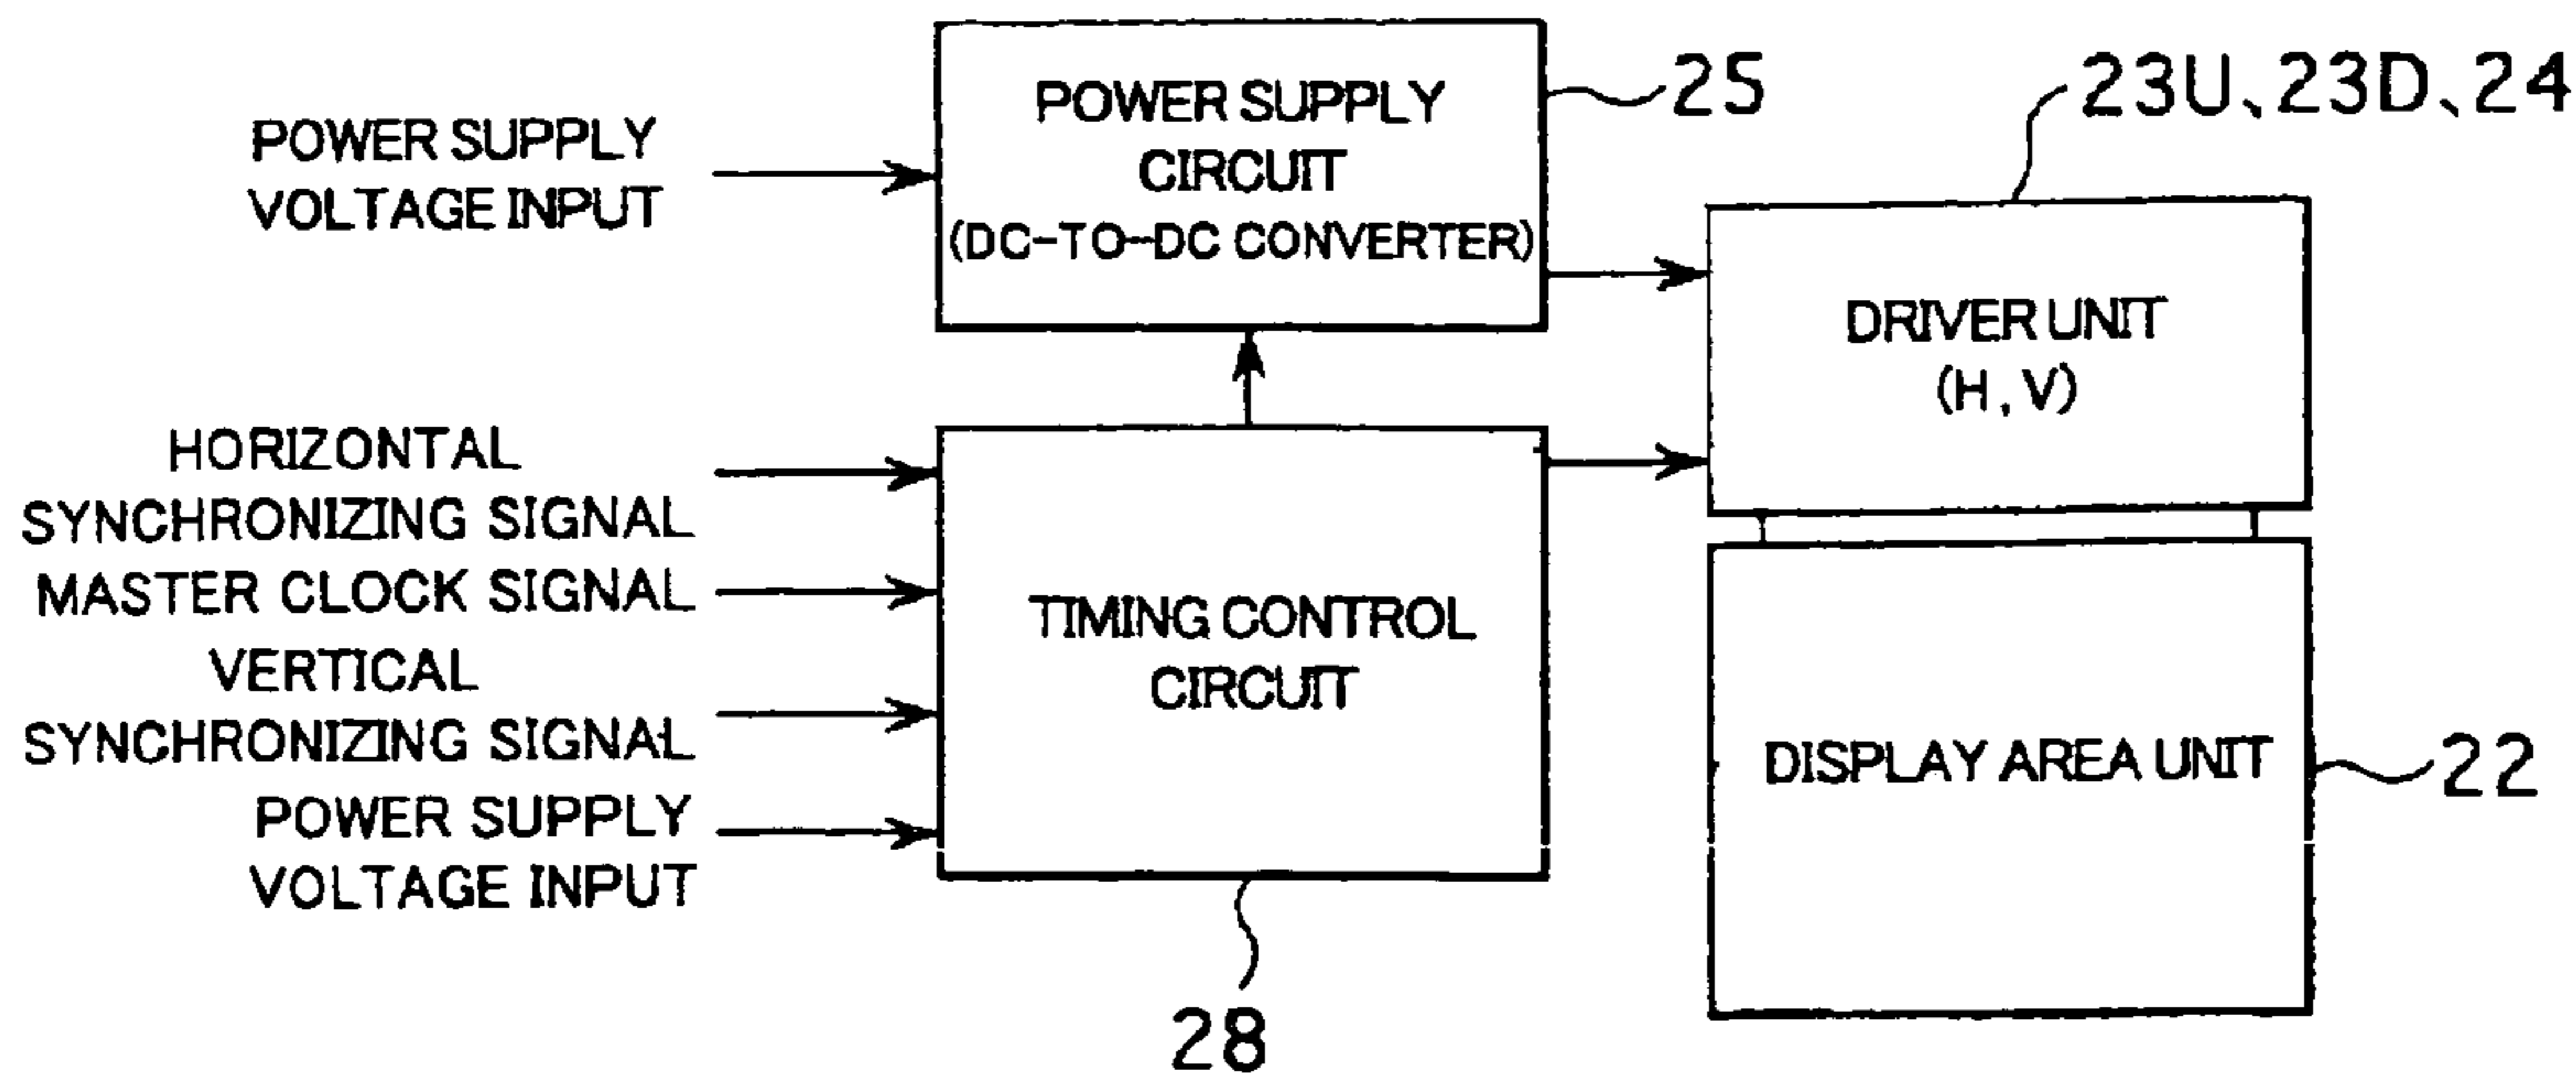 POWER SUPPLY
VOLTAGE INPUT
POWER SUPPLY
CIRCUIT
(DC-TO-DC CONVERTER)
25
23U、23D、24
DRIVER UNIT
(H, V)
HORIZONTAL
SYNCHRONIZING SIGNAL
MASTER CLOCK SIGNAL
VERTICAL
SYNCHRONIZING SIGNAL
POWER SUPPLY
VOLTAGE INPUT
TIMING CONTROL
CIRCUIT
28
DISPLAY AREA UNIT
22